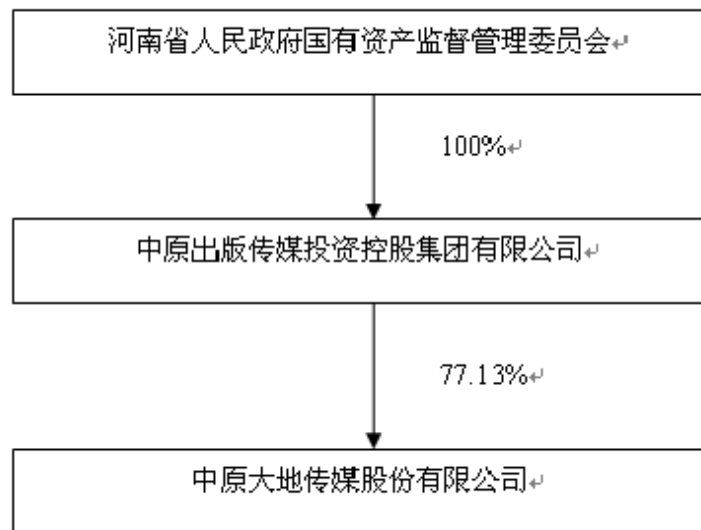 河南省人民政府国有资产监督管理委员会↵
100%↵
中原出版传媒投资控股集团有限公司↵
77.13%↵
中原大地传媒股份有限公司↵